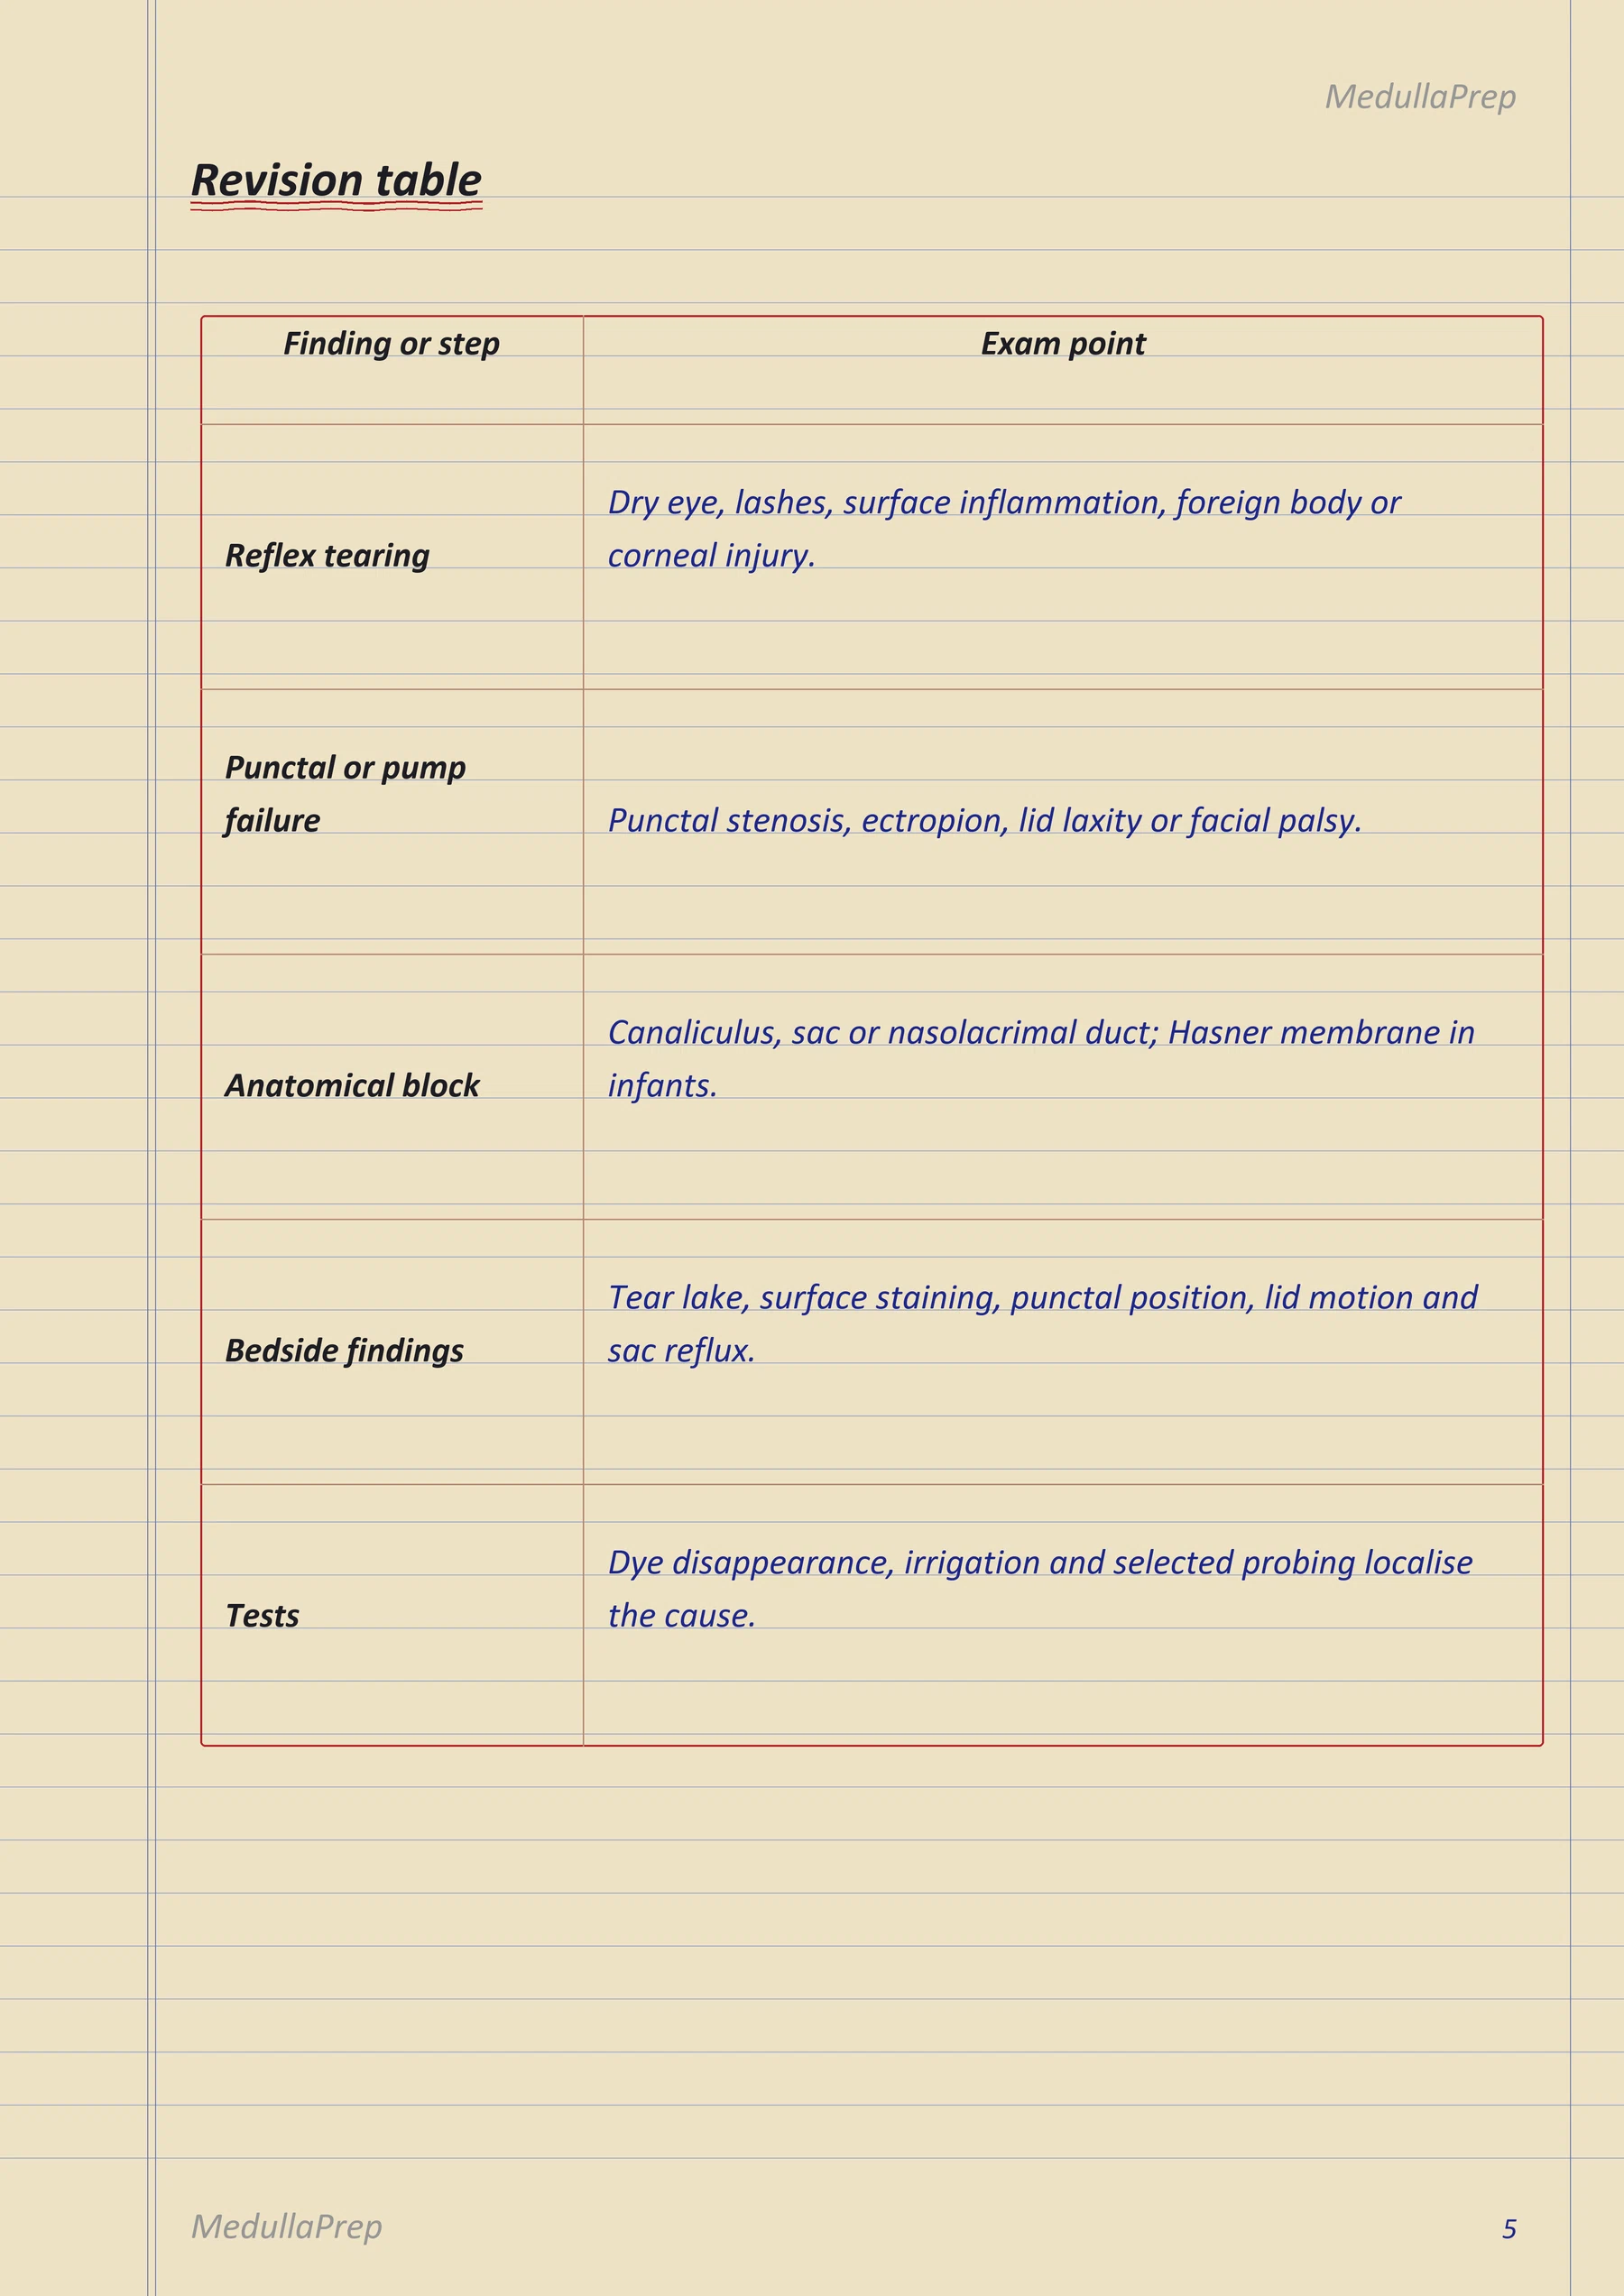 MedullaPrep
Revision table
Finding or step
Exam point
Reflex tearing
Dry eye, lashes, surface inflammation, foreign body or
corneal injury.
Punctal or pump
failure
Punctal stenosis, ectropion, lid laxity or facial palsy.
Anatomical block
Canaliculus, sac or nasolacrimal duct; Hasner membrane in
infants.
Bedside findings
Tear lake, surface staining, punctal position, lid motion and
sac reflux.
Tests
Dye disappearance, irrigation and selected probing localise
the cause.
MedullaPrep
5